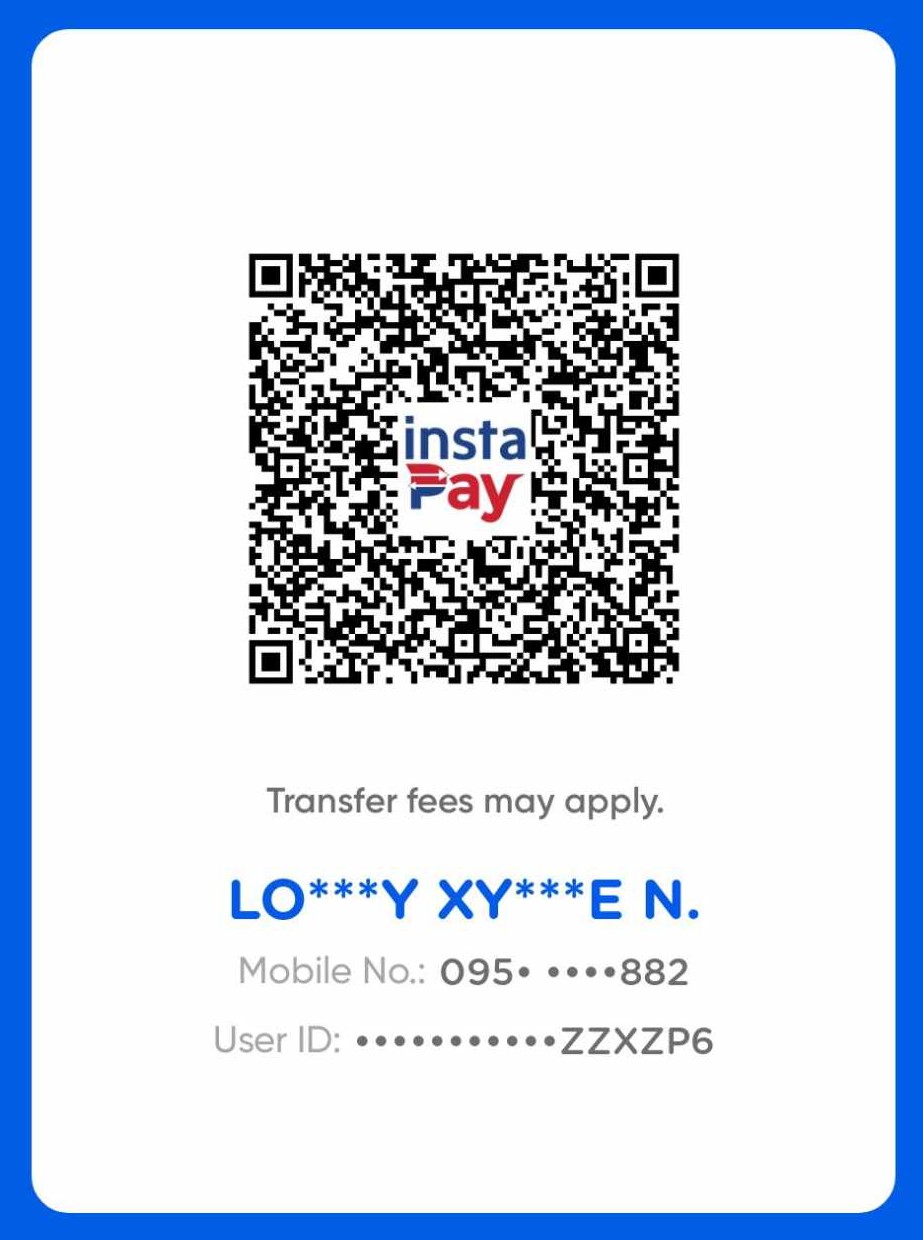 insta
Pay
Transfer fees may apply.
LO***Y XY***E N.
Mobile No.: 095• ••••882
User ID: •••••••••••ZZXZP6